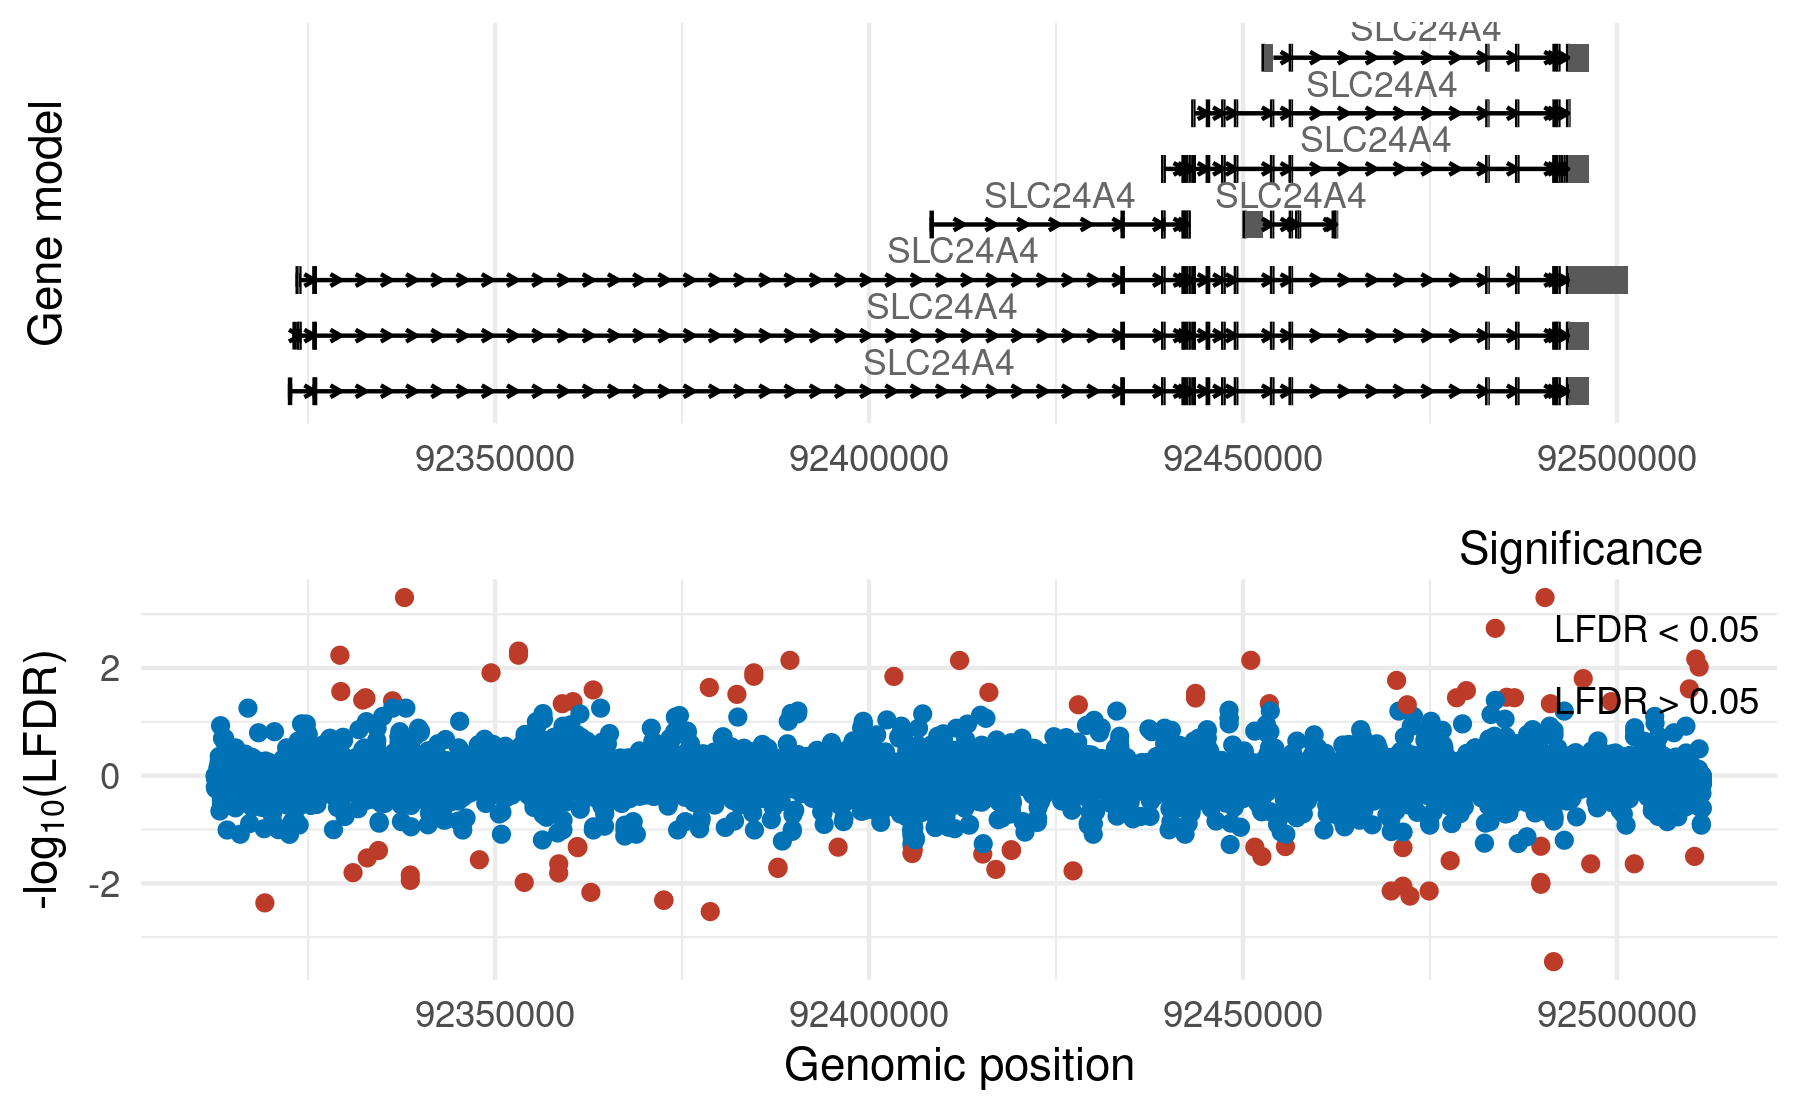 SLC24A4
SLC24A4
SLC24A4
SLC24A4 SLC24A4
SLC24A4
SLC24A4
SLC24A4
Gene model
92350000 92400000 92450000 92500000
Significance
LFDR < 0.05
LFDR > 0.05
2
0
-2
-log10(LFDR)
92350000 92400000 92450000 92500000
Genomic position